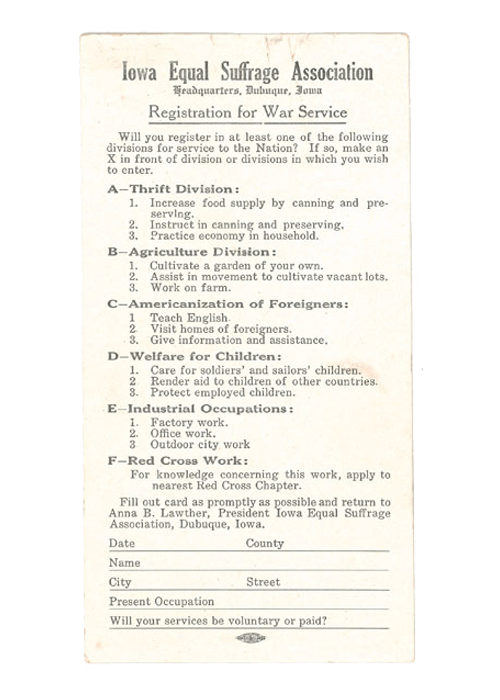 Iowa Equal Suffrage Association
Headquarters, Dubuque, Iowa
Registration for War Service
Will you register in at least one of the following
divisions for service to the Nation? If so, make an
X in front of division or divisions in which you wish
to enter.
A—Thrift Division:
1. Increase food supply by canning and pre-
serving.
2. Instruct in canning and preserving.
3. Practice economy in household.
B—Agriculture Division:
1. Cultivate a garden of your own.
2. Assist in movement to cultivate vacant lots.
3. Work on farm.
C—Americanization of Foreigners:
1 Teach English.
2 Visit homes of foreigners.
3. Give information and assistance.
D—Welfare for Children:
1. Care for soldiers' and sailors' children.
2 Render aid to children of other countries.
3. Protect employed children.
E—Industrial Occupations:
1. Factory work.
2. Office work.
3 Outdoor city work
F—Red Cross Work:
For knowledge concerning this work, apply to
nearest Red Cross Chapter.
Fill out card as promptly as possible and return to
Anna B. Lawther, President Iowa Equal Suffrage
Association, Dubuque, Iowa.
Date County
Name
City Street
Present Occupation
Will your services be voluntary or paid?